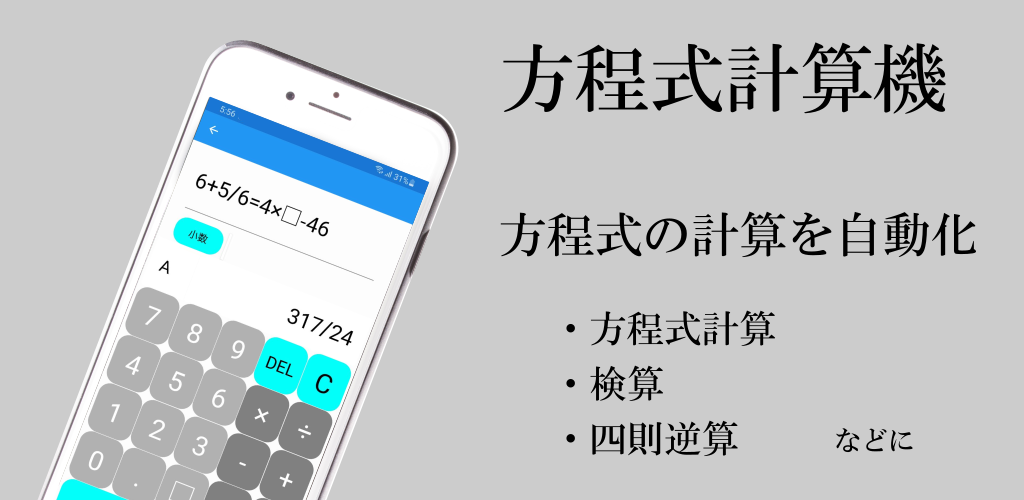 方程式計算機
方程式の計算を自動化
・方程式計算
・検算
・四則逆算 などに
5:56
31%
←
6+5/6=4×□-46
小数
A
317/24
7 8 9 DEL C
4 5 6 × ÷
1 2 3 - +
0 . □